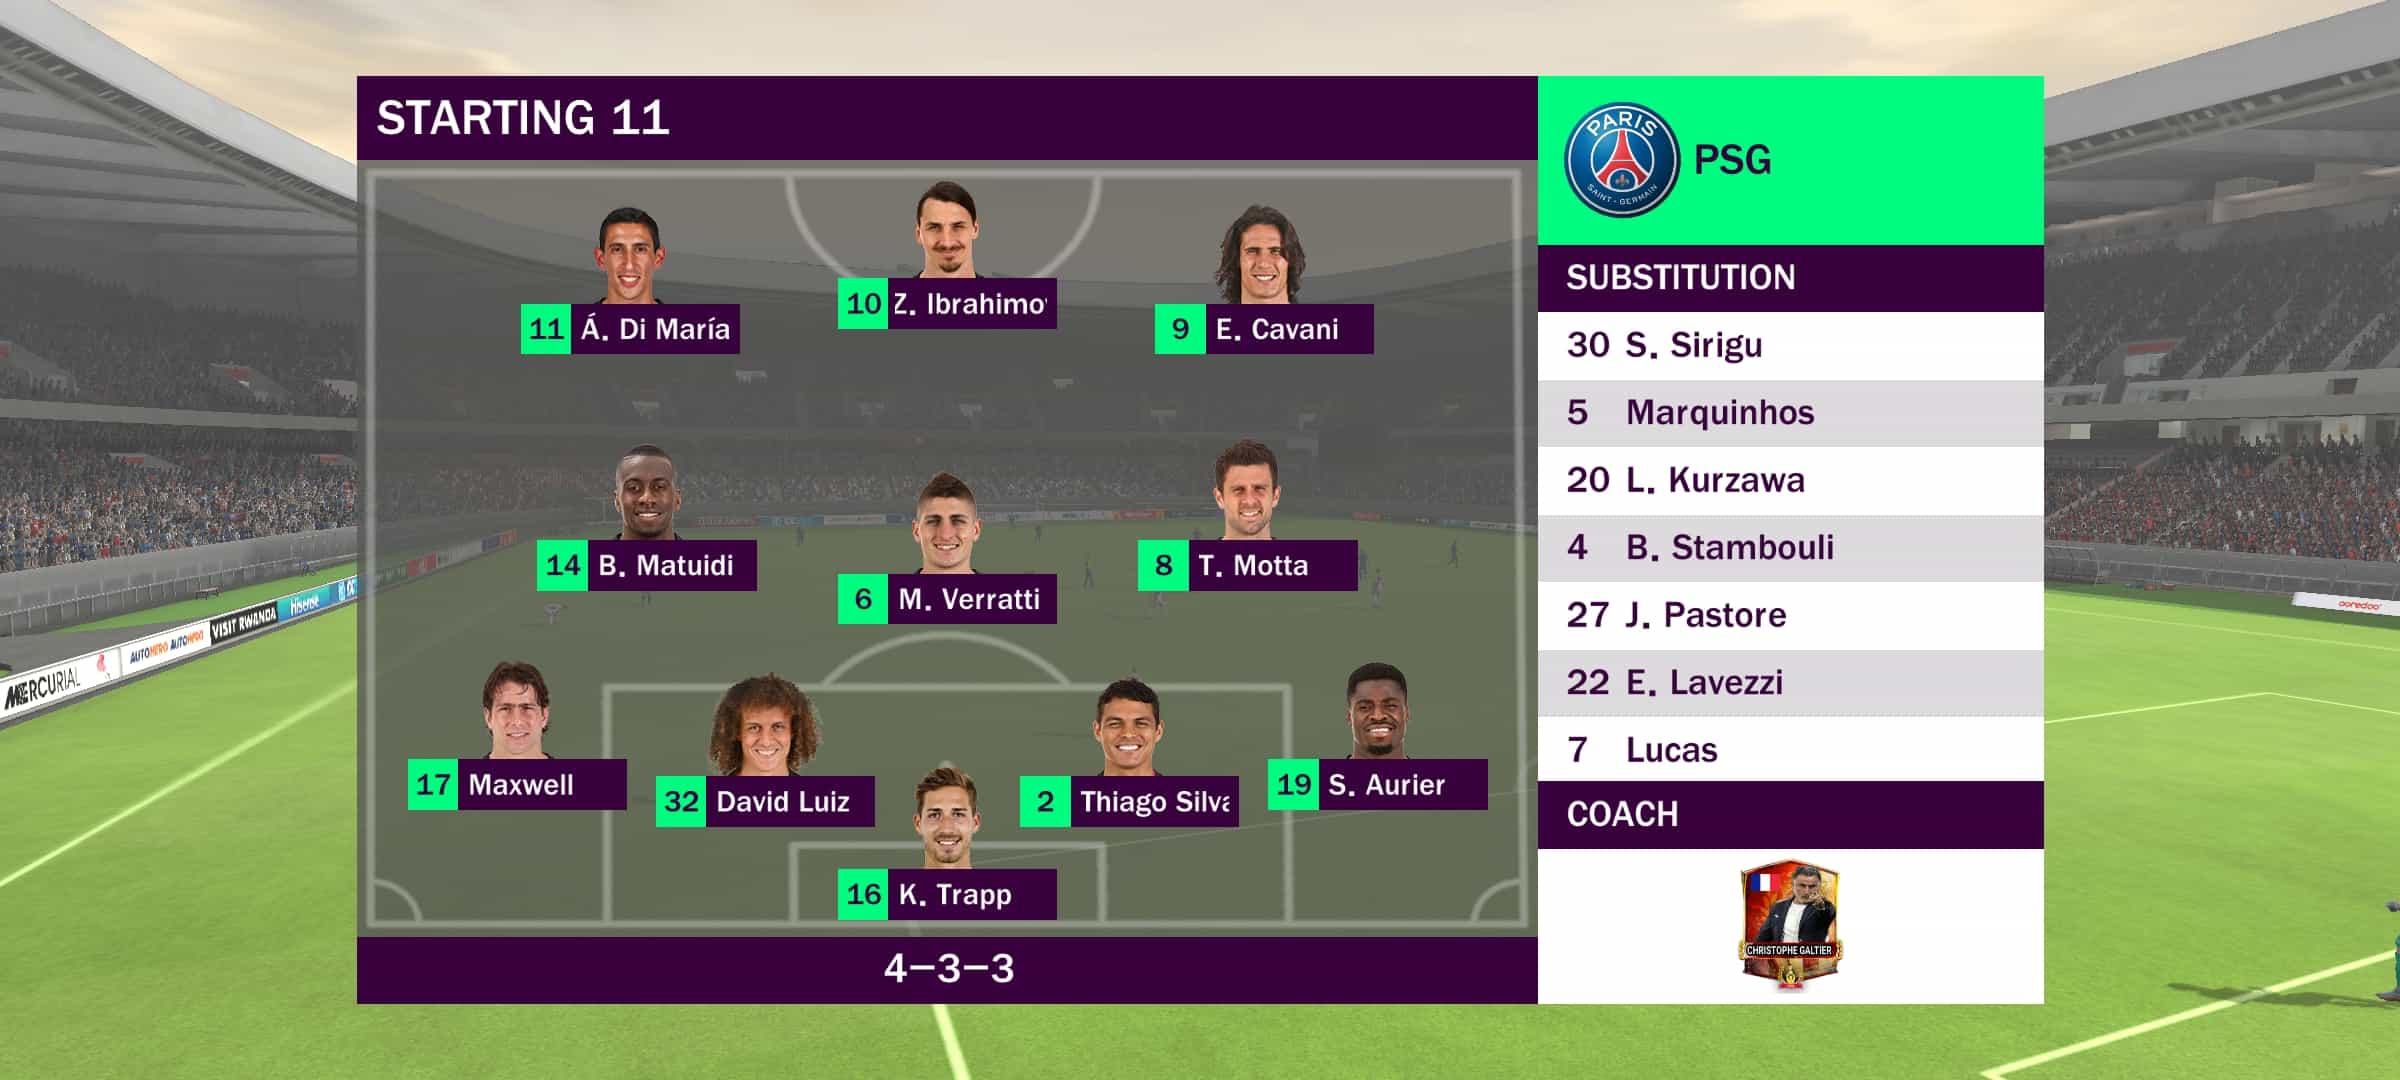 STARTING 11
PARIS
SAINT-GERMAIN
PSG
11 Á. Di María
10 Z. Ibrahimo
9 E. Cavani
14 B. Matuidi
6 M. Verratti
8 T. Motta
17 Maxwell
32 David Luiz
2 Thiago Silva
19 S. Aurier
16 K. Trapp
4-3-3
SUBSTITUTION
30 S. Sirigu
5 Marquinhos
20 L. Kurzawa
4 B. Stambouli
27 J. Pastore
22 E. Lavezzi
7 Lucas
COACH
CHRISTOPHE GALTIER
MERCURIAL
AUTOHERO AUTOHERO
VISIT RWANDA
Hisense
ooredoo